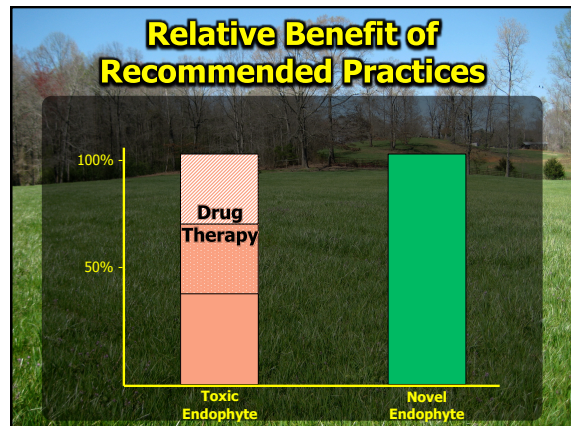 Relative Benefit of
Recommended Practices
100%
Drug
Therapy
50%
Toxic
Endophyte
Novel
Endophyte